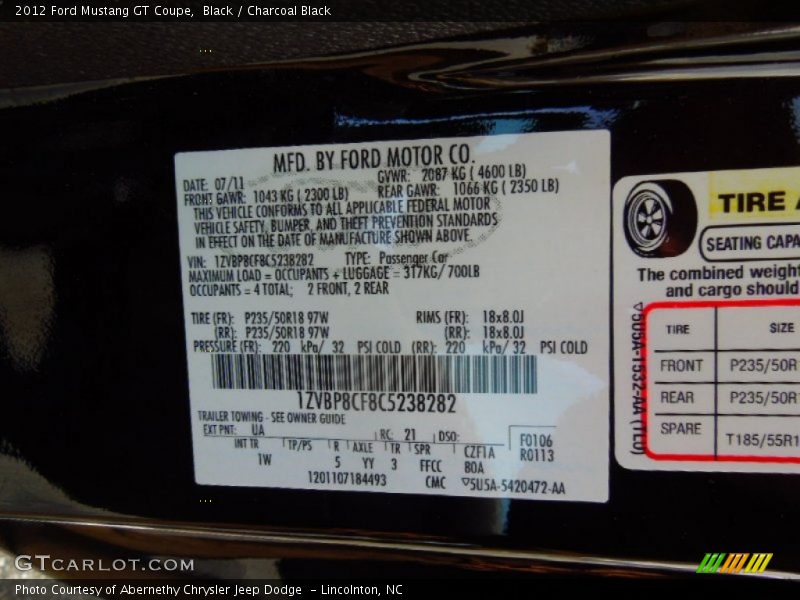 2012 Ford Mustang GT Coupe, Black / Charcoal Black
MFD. BY FORD MOTOR CO.
DATE: 07/11 GVWR: 2087 KG ( 4600 LB)
FRONT GAWR: 1043 KG ( 2300 LB) REAR GAWR: 1066 KG ( 2350 LB)
THIS VEHICLE CONFORMS TO ALL APPLICABLE FEDERAL MOTOR
VEHICLE SAFETY, BUMPER, AND THEFT PREVENTION STANDARDS
IN EFFECT ON THE DATE OF MANUFACTURE SHOWN ABOVE
VIN: 1ZVBP8CF8C5238282 TYPE: Passenger Car
MAXIMUM LOAD = OCCUPANTS + LUGGAGE = 317KG/ 700LB
OCCUPANTS = 4 TOTAL; 2 FRONT, 2 REAR
TIRE (FR): P235/50R18 97W RIMS (FR): 18x8.0J
(RR): P235/50R18 97W (RR): 18x8.0J
PRESSURE (FR): 220 kPa/ 32 PSI COLD (RR): 220 kPa/ 32 PSI COLD
1ZVBP8CF8C5238282
TRAILER TOWING - SEE OWNER GUIDE
EXT PNT: UA RC: 21 DSO: F0106
INT TR TP/PS R AXLE TR SPR CZF1A R0113
1W 5 YY 3 FFCC BOA
1201107184493 CMC ▽5U5A-5420472-AA
TIRE A
SEATING CAPA
The combined weight
and cargo should
TIRE SIZE
FRONT P235/50R1
REAR P235/50R1
SPARE T185/55R1
▽5U5A-1532-AA (TLU)
GTCARLOT.COM
Photo Courtesy of Abernethy Chrysler Jeep Dodge - Lincolnton, NC